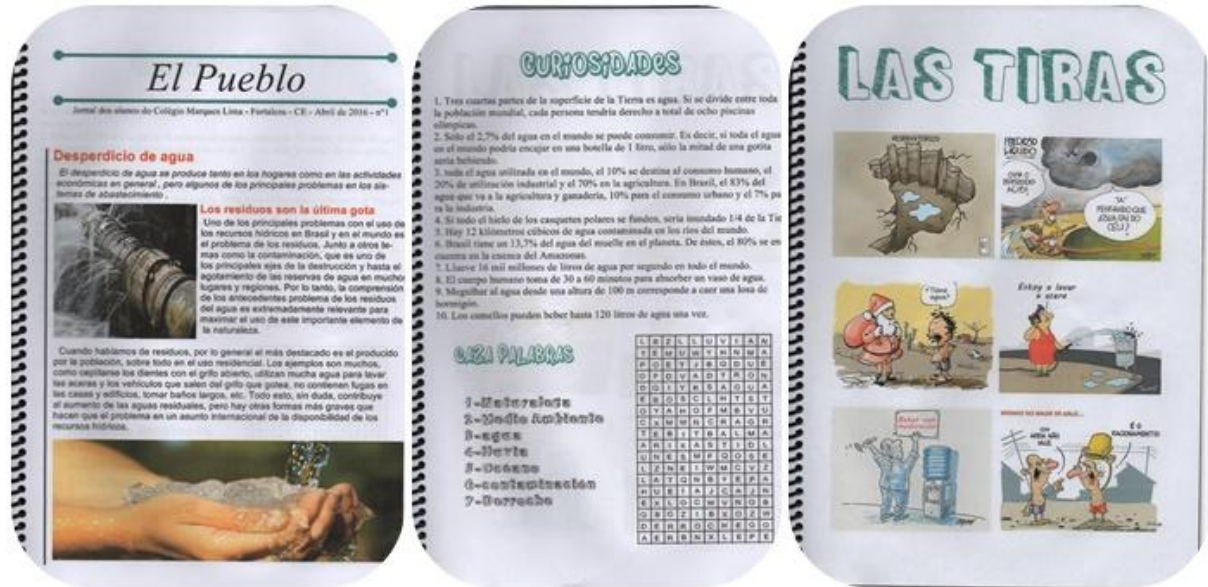 El Pueblo
Jornal dos alunos do Colégio Marques Lima - Fortaleza - CE - Abril de 2016 - nº1
Desperdicio de agua
El desperdicio de agua se produce tanto en los hogares como en las actividades
económicas en general , pero algunos de los principales problemas en los sis-
temas de abastecimiento .
Los residuos son la última gota
Uno de los principales problemas con el uso de
los recursos hídricos en Brasil y en el mundo es
el problema de los residuos. Junto a otros te-
mas como la contaminación, que es uno de
los principales ejes de la destrucción y hasta el
agotamiento de las reservas de agua en muchos
lugares y regiones. Por lo tanto, la comprensión
de los antecedentes problema de los residuos
del agua es extremadamente relevante para
maximar el uso de este importante elemento de
la naturaleza.
Cuando hablamos de residuos, por lo general el más destacado es el producido
por la población, sobre todo en el uso residencial. Los ejemplos son muchos,
como cepillarse los dientes con el grifo abierto, utilizan mucha agua para lavar
las aceras y los vehículos que salen del grifo que gotea, no contienen fugas en
las casas y edificios, tomar baños largos, etc. Todo esto, sin duda, contribuye
al aumento de las aguas residuales, pero hay otras formas más graves que
hacen que el problema en un asunto internacional de la disponibilidad de los
recursos hídricos.
CURIOSIDADES
1. Tres cuartas partes de la superficie de la Tierra es agua. Si se divide entre toda
la población mundial, cada persona tendría derecho a total de ocho piscinas
olímpicas.
2. Solo el 2,7% del agua en el mundo se puede consumir. Es decir, si toda el agua
en el mundo podría encajar en una botella de 1 litro, sólo la mitad de una gotita
sería bebiendo.
3. toda el agua utilizada en el mundo, el 10% se destina al consumo humano, el
20% de utilización industrial y el 70% en la agricultura. En Brasil, el 83% del
agua que va a la agricultura y ganadería, 10% para el consumo urbano y el 7% pa
ra la industria.
4. Si todo el hielo de los casquetes polares se funden, sería inundado 1/4 de la Tie
5. Hay 12 kilómetros cúbicos de agua contaminada en los ríos del mundo.
6. Brasil tiene un 13,7% del agua del muelle en el planeta. De éstos, el 80% se en
cuentra en la cuenca del Amazonas.
7. Llueve 16 mil millones de litros de agua por segundo en todo el mundo.
8. El cuerpo humano toma de 30 a 60 minutos para absorber un vaso de agua.
9. Megulhar al agua desde una altura de 100 m corresponde a caer una losa de
hormigón.
10. Los camellos pueden beber hasta 120 litros de agua una vez.
CAZA PALABRAS
1-Naturaleza
2-Medio Ambiente
3-agua
4-lluvia
5-Océano
6-contaminación
7-Derroche
LAS TIRAS
RESERVATÓRIOS
PRECIOSO
LÍQUIDO
"TÁ"
PENSANDO QUE
ÁGUA CAI DO
CÉU?
¿Tiene
agua?
Estoy a lavar
a acera
Beber con
moderación
É O
RACIONAMENTO!